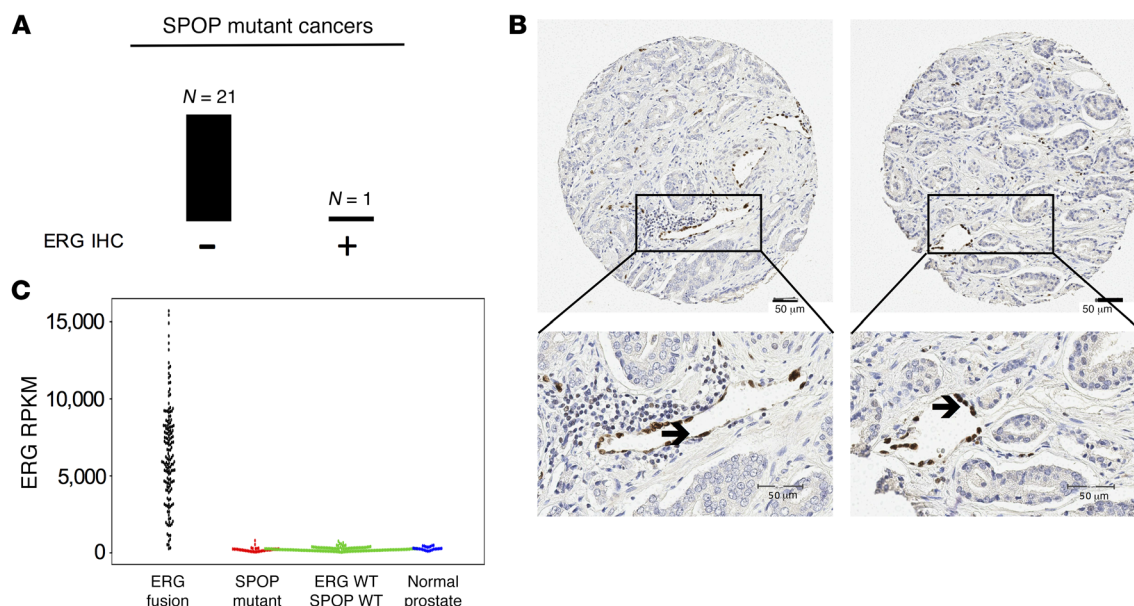 A
SPOP mutant cancers
N = 21
N = 1
ERG IHC
-
+
B
50 µm
50 µm
50 µm
50 µm
C
ERG RPKM
15,000
10,000
5,000
0
ERG
fusion
SPOP
mutant
ERG WT
SPOP WT
Normal
prostate